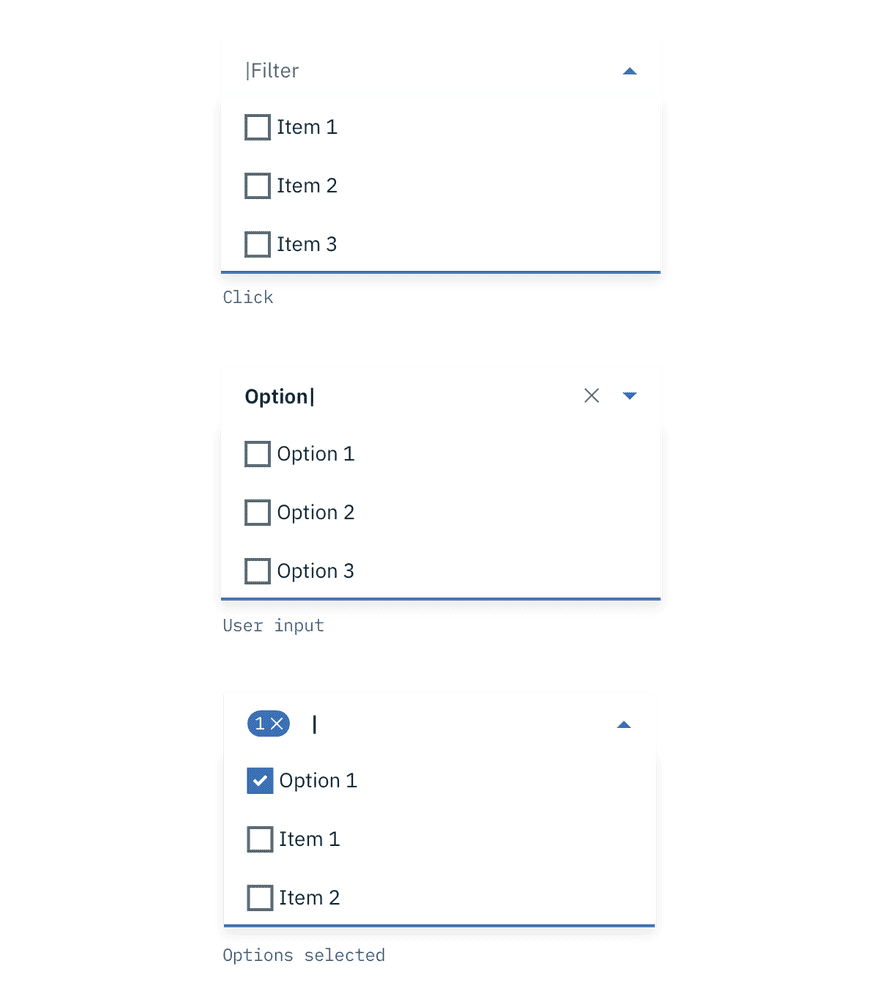 Filter
Item 1
Item 2
Item 3
Click
Option
Option 1
Option 2
Option 3
User input
1
Option 1
Item 1
Item 2
Options selected